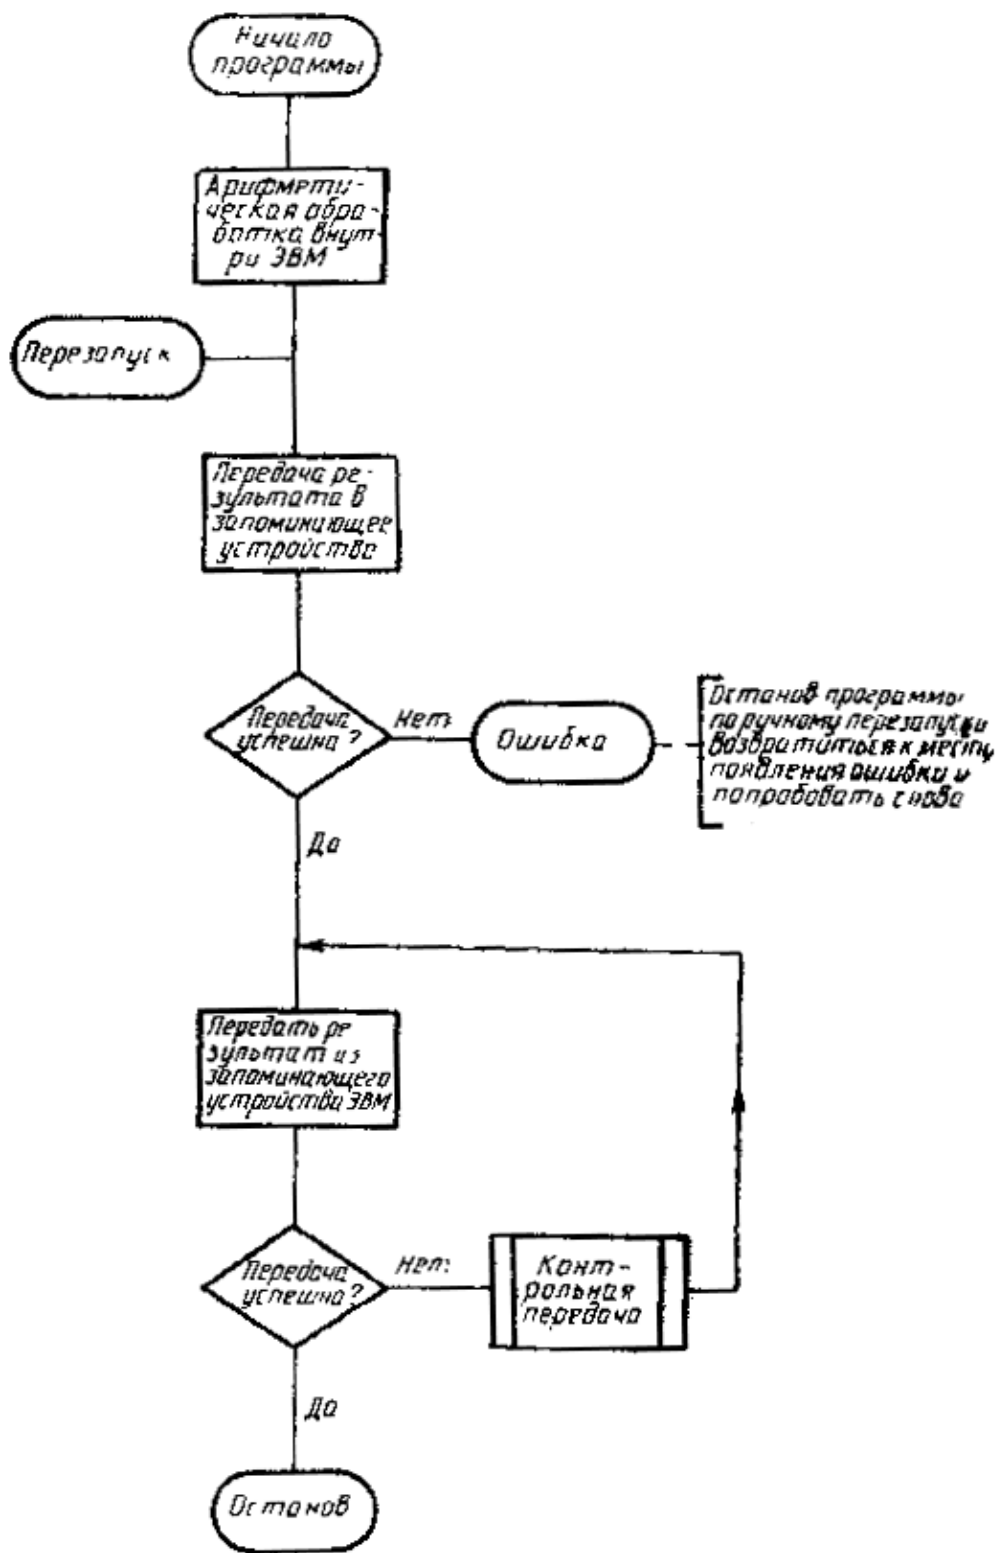 Начало
программы
Арифмети-
ческая обра-
ботка внут-
ри ЭВМ
Перезапуск
Передача ре-
зультата в
запоминающее
устройство
Передача
успешна?
Нет
Ошибка
Останов программы
по ручному перезапуску
возвратиться к месту
появления ошибки и
попробовать снова
Да
Передать ре
зультат из
запоминающего
устройства ЭВМ
Передача
успешна?
Нет
Конт-
рольная
передача
Да
Останов